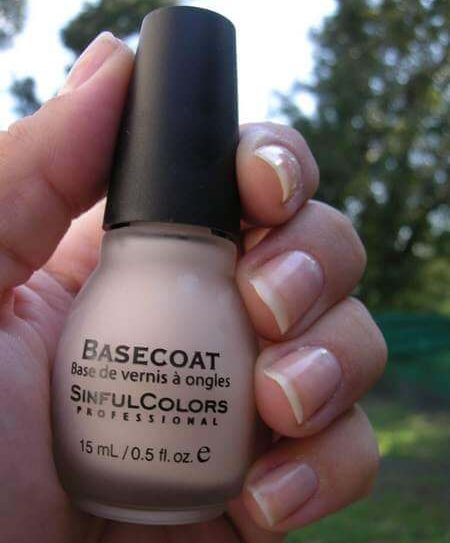 BASECOAT
Base de vernis à ongles
SINFULCOLORS
PROFESSIONAL
15 mL / 0.5 fl. oz. e